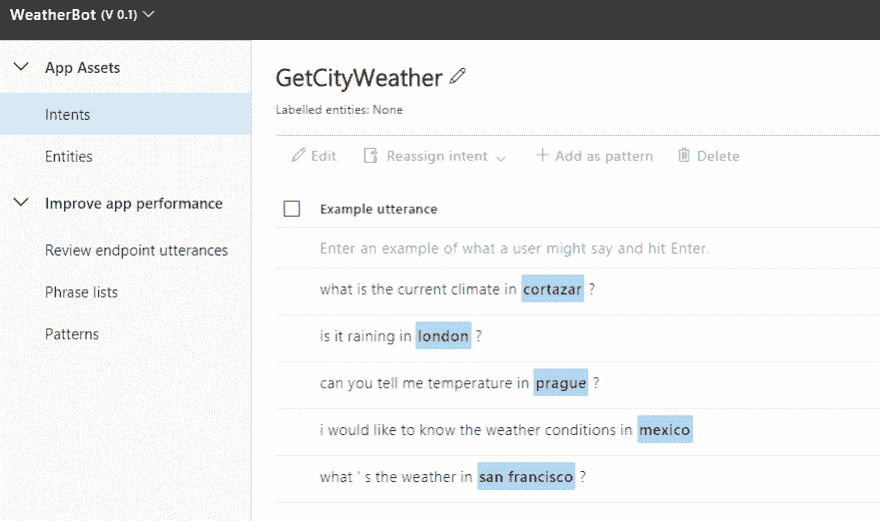 WeatherBot (V 0.1)
App Assets
Intents
Entities
Improve app performance
Review endpoint utterances
Phrase lists
Patterns
GetCityWeather
Labelled entities: None
Edit Reassign intent Add as pattern Delete
Example utterance
Enter an example of what a user might say and hit Enter.
what is the current climate in cortazar ?
is it raining in london ?
can you tell me temperature in prague ?
i would like to know the weather conditions in mexico
what ' s the weather in san francisco ?